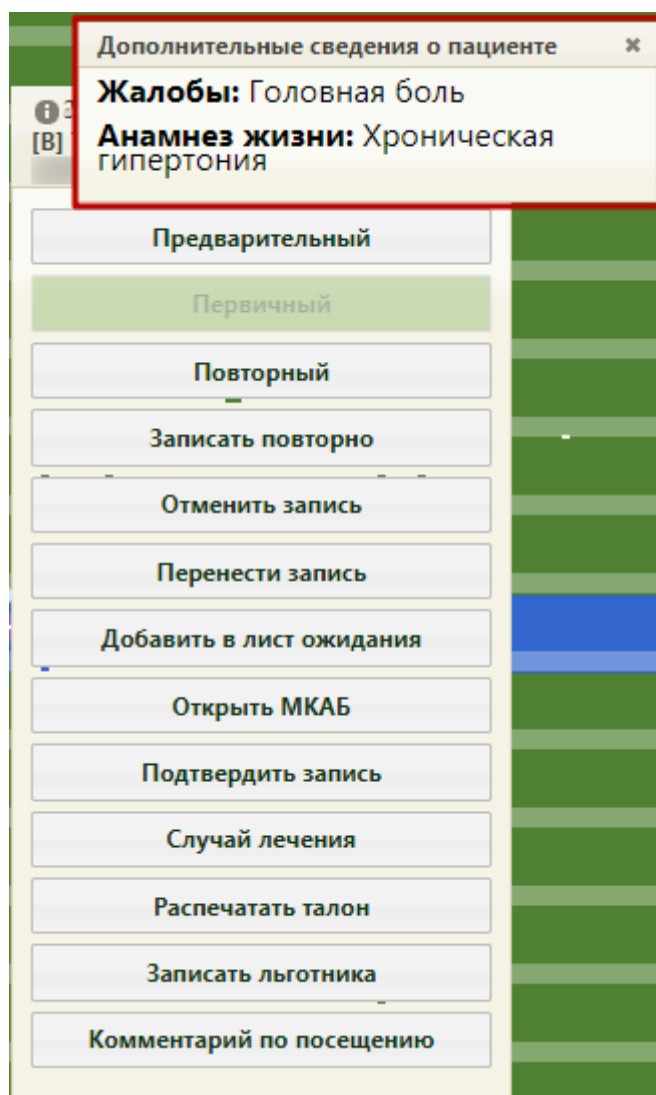 Дополнительные сведения о пациенте
Жалобы: Головная боль
Анамнез жизни: Хроническая
гипертония
[В]
Предварительный
Первичный
Повторный
Записать повторно
Отменить запись
Перенести запись
Добавить в лист ожидания
Открыть МКАБ
Подтвердить запись
Случай лечения
Распечатать талон
Записать льготника
Комментарий по посещению